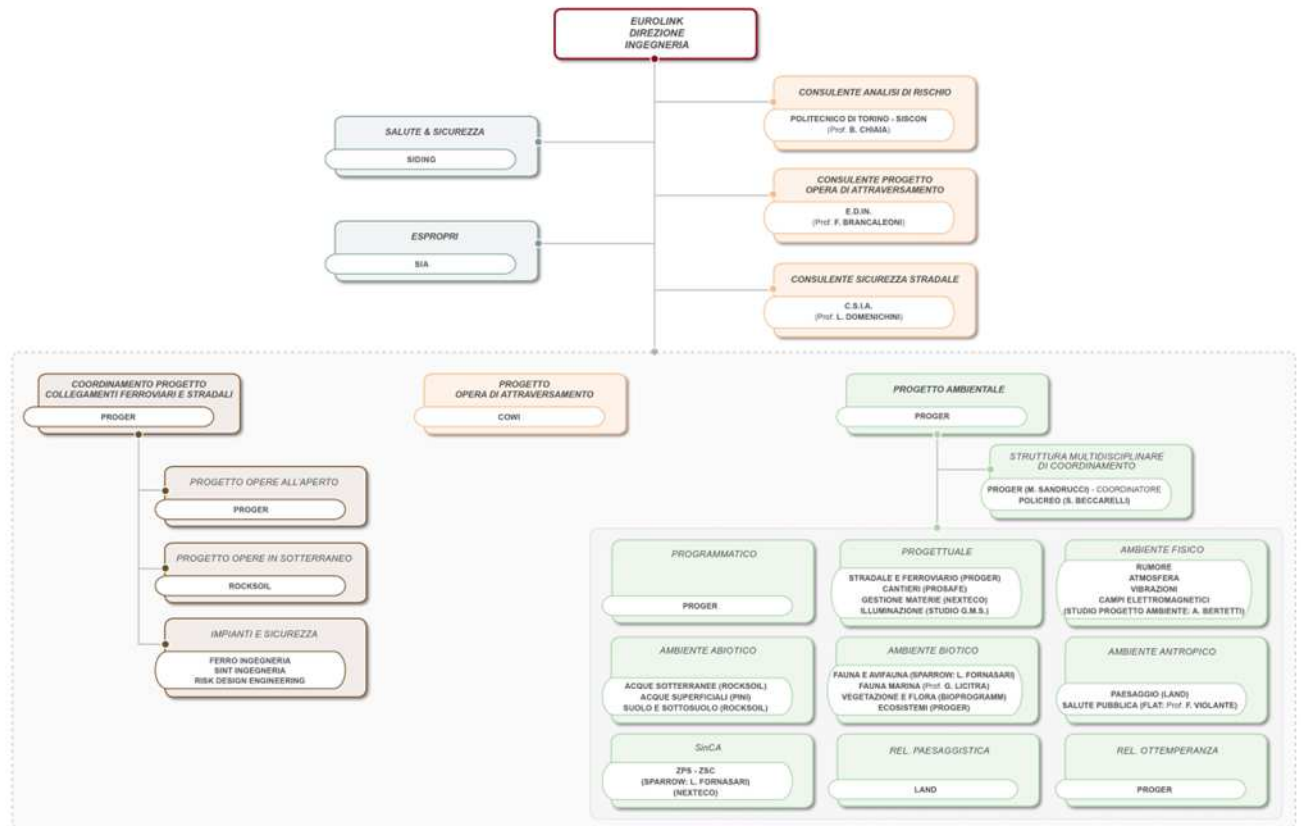 EUROLINK
DIREZIONE
INGEGNERIA
CONSULENTE ANALISI DI RISCHIO
POLITECNICO DI TORINO - SISCON
(Prof. B. CHIAIA)
SALUTE & SICUREZZA
SIDING
CONSULENTE PROGETTO
OPERA DI ATTRAVERSAMENTO
E.D.IN.
(Prof. F. BRANCALEONI)
ESPROPRI
SIA
CONSULENTE SICUREZZA STRADALE
C.S.I.A.
(Prof. L. DOMENICHINI)
COORDINAMENTO PROGETTO
COLLEGAMENTI FERROVIARI E STRADALI
PROGER
PROGETTO
OPERA DI ATTRAVERSAMENTO
COWI
PROGETTO AMBIENTALE
PROGER
STRUTTURA MULTIDISCIPLINARE
DI COORDINAMENTO
PROGER (M. SANDRUCCI) - COORDINATORE
POLICREO (S. BECCARELLI)
PROGETTO OPERE ALL'APERTO
PROGER
PROGETTO OPERE IN SOTTERRANEO
ROCKSOIL
IMPIANTI E SICUREZZA
FERRO INGEGNERIA
SINT INGEGNERIA
RISK DESIGN ENGINEERING
PROGRAMMATICO
PROGER
PROGETTUALE
STRADALE E FERROVIARIO (PROGER)
CANTIERI (PROSAFE)
GESTIONE MATERIE (NEXTECO)
ILLUMINAZIONE (STUDIO G.M.S.)
AMBIENTE FISICO
RUMORE
ATMOSFERA
VIBRAZIONI
CAMPI ELETTROMAGNETICI
(STUDIO PROGETTO AMBIENTE: A. BERTETTI)
AMBIENTE ABIOTICO
ACQUE SOTTERRANEE (ROCKSOIL)
ACQUE SUPERFICIALI (PINI)
SUOLO E SOTTOSUOLO (ROCKSOIL)
AMBIENTE BIOTICO
FAUNA E AVIFAUNA (SPARROW: L. FORNASARI)
FAUNA MARINA (Prof. G. LICITRA)
VEGETAZIONE E FLORA (BIOPROGRAMM)
ECOSISTEMI (PROGER)
AMBIENTE ANTROPICO
PAESAGGIO (LAND)
SALUTE PUBBLICA (FLAT: Prof. F. VIOLANTE)
SinCA
ZPS - ZSC
(SPARROW: L. FORNASARI)
(NEXTECO)
REL. PAESAGGISTICA
LAND
REL. OTTEMPERANZA
PROGER